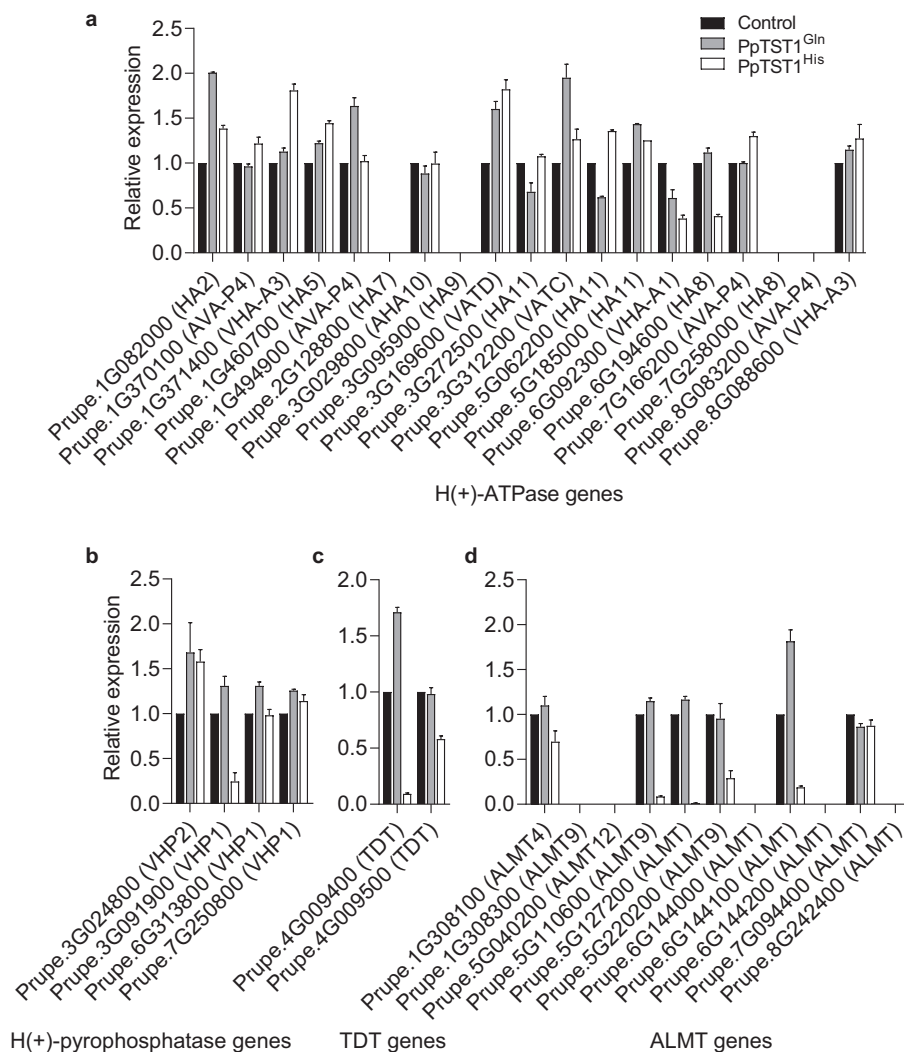 a
Control
PpTST1Gln
PpTST1His
Relative expression
2.5
2.0
1.5
1.0
0.5
0.0
Prupe.1G082000 (HA2)
Prupe.1G370100 (AVA-P4)
Prupe.1G371400 (VHA-A3)
Prupe.1G460700 (HA5)
Prupe.1G494900 (AVA-P4)
Prupe.2G128800 (HA7)
Prupe.3G029800 (AHA10)
Prupe.3G095900 (HA9)
Prupe.3G169600 (VATD)
Prupe.3G272500 (HA11)
Prupe.3G312200 (VATC)
Prupe.5G062200 (HA11)
Prupe.5G185000 (HA11)
Prupe.6G092300 (VHA-A1)
Prupe.6G194600 (HA8)
Prupe.7G166200 (AVA-P4)
Prupe.7G258000 (HA8)
Prupe.8G083200 (AVA-P4)
Prupe.8G088600 (VHA-A3)
H(+)-ATPase genes
b
Relative expression
2.5
2.0
1.5
1.0
0.5
0.0
Prupe.3G024800 (VHP2)
Prupe.3G091900 (VHP1)
Prupe.6G313800 (VHP1)
Prupe.7G250800 (VHP1)
H(+)-pyrophosphatase genes
c
2.0
1.5
1.0
0.5
0.0
Prupe.4G009400 (TDT)
Prupe.4G009500 (TDT)
TDT genes
d
2.5
2.0
1.5
1.0
0.5
0.0
Prupe.1G308100 (ALMT4)
Prupe.1G308300 (ALMT9)
Prupe.5G040200 (ALMT12)
Prupe.5G110600 (ALMT9)
Prupe.5G127200 (ALMT)
Prupe.5G220200 (ALMT9)
Prupe.6G144000 (ALMT)
Prupe.6G144100 (ALMT)
Prupe.6G144200 (ALMT)
Prupe.7G094400 (ALMT)
Prupe.8G242400 (ALMT)
ALMT genes